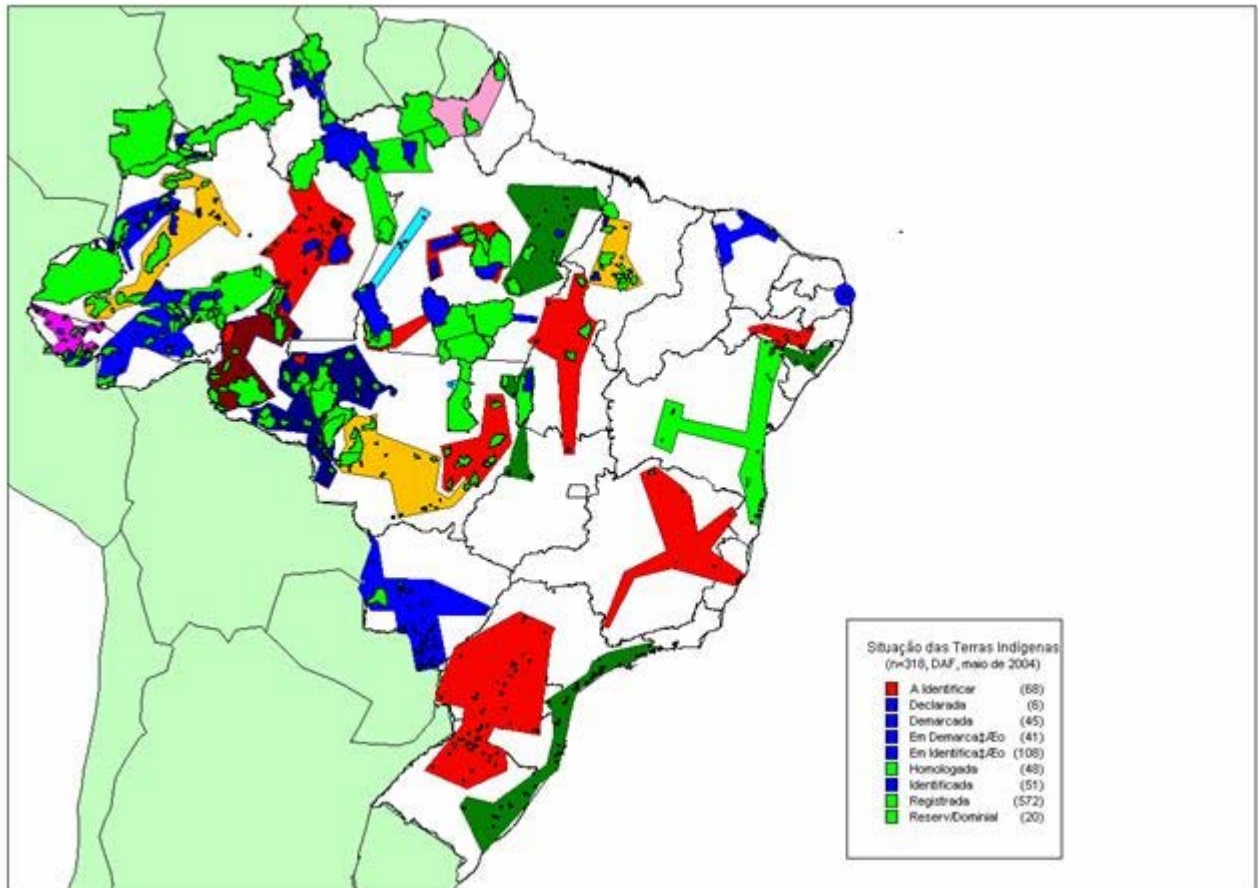 Situação das Terras Indígenas
(n=318, DAF, maio de 2004)
A Identificar (68)
Declarada (6)
Demarcada (45)
Em Demarca‡Æo (41)
Em Identifica‡Æo (108)
Homologada (48)
Identificada (51)
Registrada (572)
Reserv/Dominial (20)